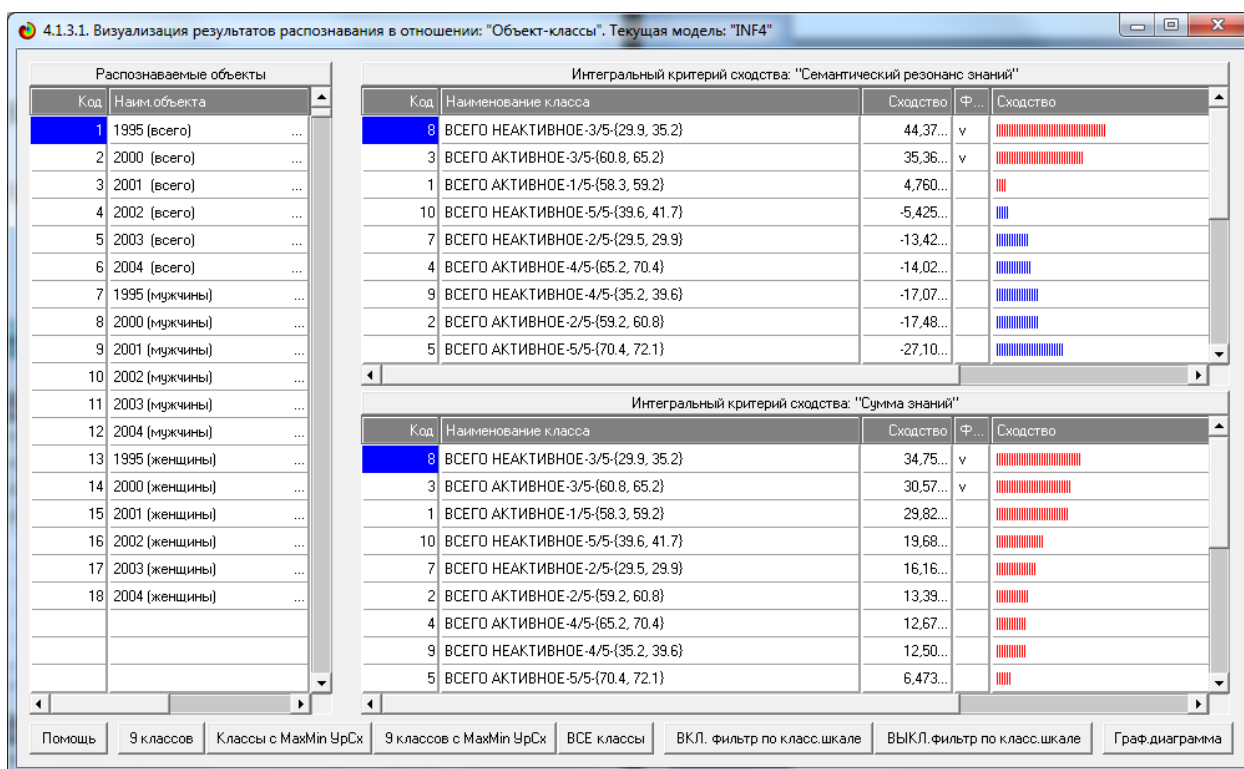 4.1.3.1. Визуализация результатов распознавания в отношении: "Объект-классы". Текущая модель: "INF4"
Распознаваемые объекты
Код Наим.объекта
1 1995 (всего) ...
2 2000 (всего) ...
3 2001 (всего) ...
4 2002 (всего) ...
5 2003 (всего) ...
6 2004 (всего) ...
7 1995 (мужчины) ...
8 2000 (мужчины) ...
9 2001 (мужчины) ...
10 2002 (мужчины) ...
11 2003 (мужчины) ...
12 2004 (мужчины) ...
13 1995 (женщины) ...
14 2000 (женщины) ...
15 2001 (женщины) ...
16 2002 (женщины) ...
17 2003 (женщины) ...
18 2004 (женщины) ...
Интегральный критерий сходства: "Семантический резонанс знаний"
Код Наименование класса Сходство Ф... Сходство
8 ВСЕГО НЕАКТИВНОЕ-3/5-{29.9, 35.2} 44,37... v
3 ВСЕГО АКТИВНОЕ-3/5-{60.8, 65.2} 35,36... v
1 ВСЕГО АКТИВНОЕ-1/5-{58.3, 59.2} 4,760...
10 ВСЕГО НЕАКТИВНОЕ-5/5-{39.6, 41.7} -5,425...
7 ВСЕГО НЕАКТИВНОЕ-2/5-{29.5, 29.9} -13,42...
4 ВСЕГО АКТИВНОЕ-4/5-{65.2, 70.4} -14,02...
9 ВСЕГО НЕАКТИВНОЕ-4/5-{35.2, 39.6} -17,07...
2 ВСЕГО АКТИВНОЕ-2/5-{59.2, 60.8} -17,48...
5 ВСЕГО АКТИВНОЕ-5/5-{70.4, 72.1} -27,10...
Интегральный критерий сходства: "Сумма знаний"
Код Наименование класса Сходство Ф... Сходство
8 ВСЕГО НЕАКТИВНОЕ-3/5-{29.9, 35.2} 34,75... v
3 ВСЕГО АКТИВНОЕ-3/5-{60.8, 65.2} 30,57... v
1 ВСЕГО АКТИВНОЕ-1/5-{58.3, 59.2} 29,82...
10 ВСЕГО НЕАКТИВНОЕ-5/5-{39.6, 41.7} 19,68...
7 ВСЕГО НЕАКТИВНОЕ-2/5-{29.5, 29.9} 16,16...
2 ВСЕГО АКТИВНОЕ-2/5-{59.2, 60.8} 13,39...
4 ВСЕГО АКТИВНОЕ-4/5-{65.2, 70.4} 12,67...
9 ВСЕГО НЕАКТИВНОЕ-4/5-{35.2, 39.6} 12,50...
5 ВСЕГО АКТИВНОЕ-5/5-{70.4, 72.1} 6,473...
Помощь 9 классов Классы с MaxMin УрСх 9 классов с MaxMin УрСх ВСЕ классы ВКЛ. фильтр по класс.шкале ВЫКЛ.фильтр по класс.шкале Граф.диаграмма